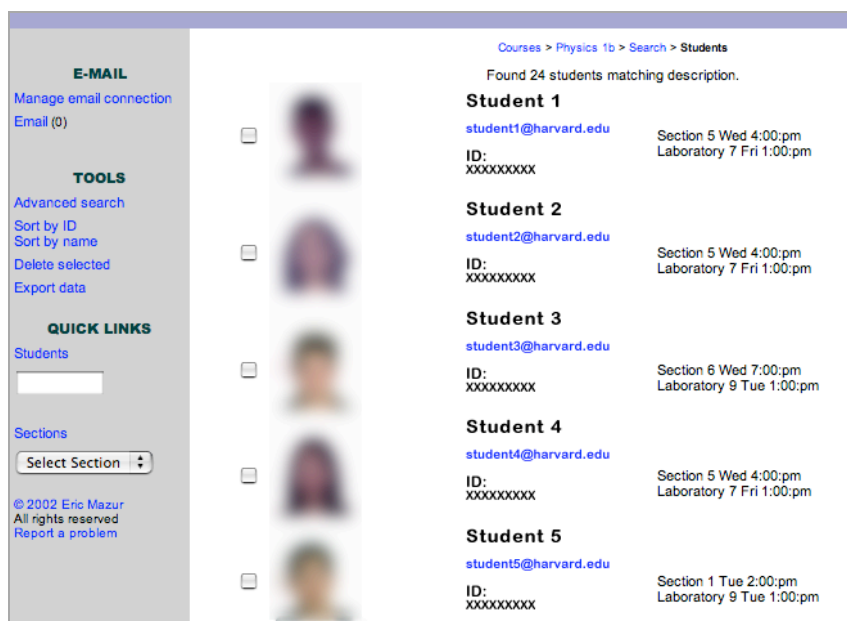 E-MAIL
Manage email connection
Email (0)
TOOLS
Advanced search
Sort by ID
Sort by name
Delete selected
Export data
QUICK LINKS
Students
Sections
Select Section
© 2002 Eric Mazur
All rights reserved
Report a problem
Courses > Physics 1b > Search > Students
Found 24 students matching description.
Student 1
student1@harvard.edu
ID:
XXXXXXXXX
Section 5 Wed 4:00:pm
Laboratory 7 Fri 1:00:pm
Student 2
student2@harvard.edu
ID:
XXXXXXXXX
Section 5 Wed 4:00:pm
Laboratory 7 Fri 1:00:pm
Student 3
student3@harvard.edu
ID:
XXXXXXXXX
Section 6 Wed 7:00:pm
Laboratory 9 Tue 1:00:pm
Student 4
student4@harvard.edu
ID:
XXXXXXXXX
Section 5 Wed 4:00:pm
Laboratory 7 Fri 1:00:pm
Student 5
student5@harvard.edu
ID:
XXXXXXXXX
Section 1 Tue 2:00:pm
Laboratory 9 Tue 1:00:pm